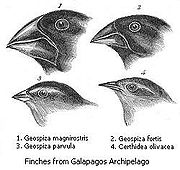 1 2
3 4
1. Geospiza magnirostris 2. Geospiza fortis
3. Geospiza parvula 4. Certhidea olivacea
Finches from Galapagos Archipelago